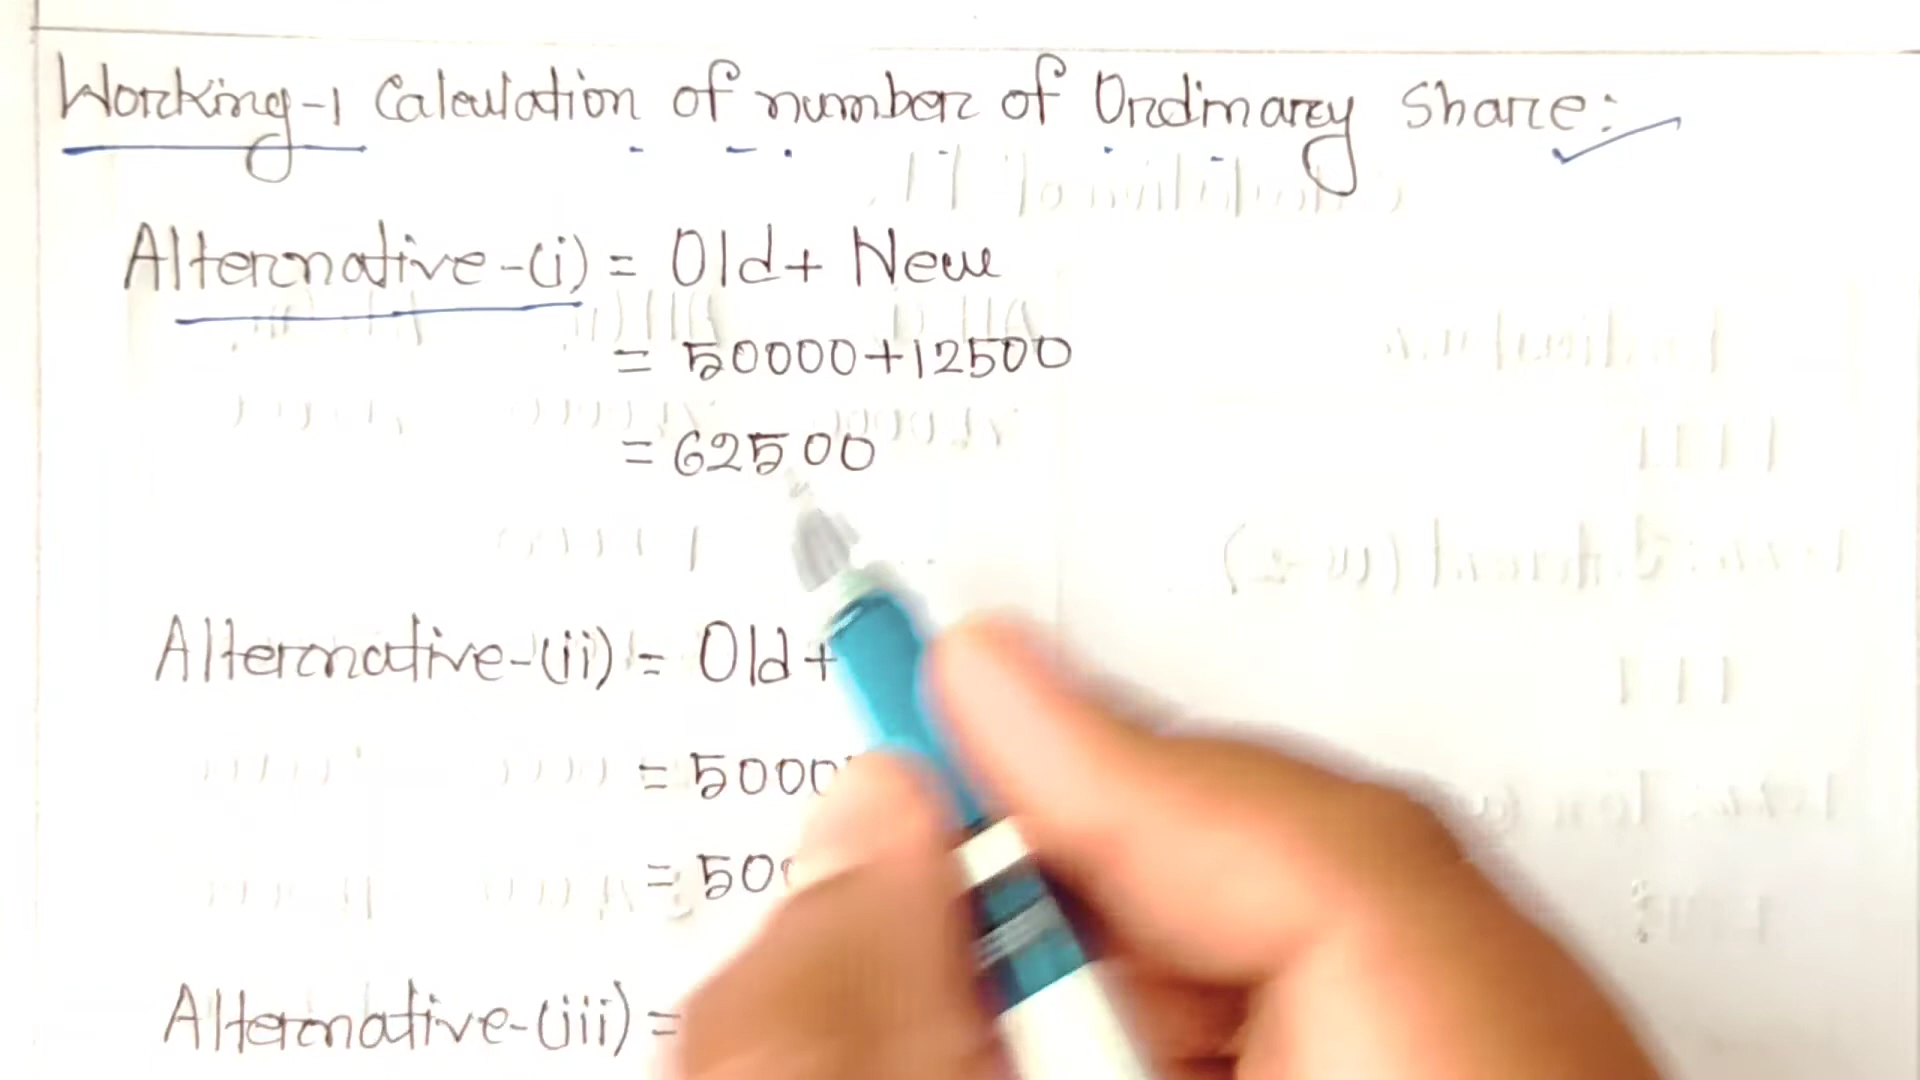 Working-1 Calculation of number of Ordinary Share:
Alternative-(i) = Old + New
= 50000+12500
= 62500
Alternative-(ii) = Old +
= 5000
= 50
Alternative-(iii) =